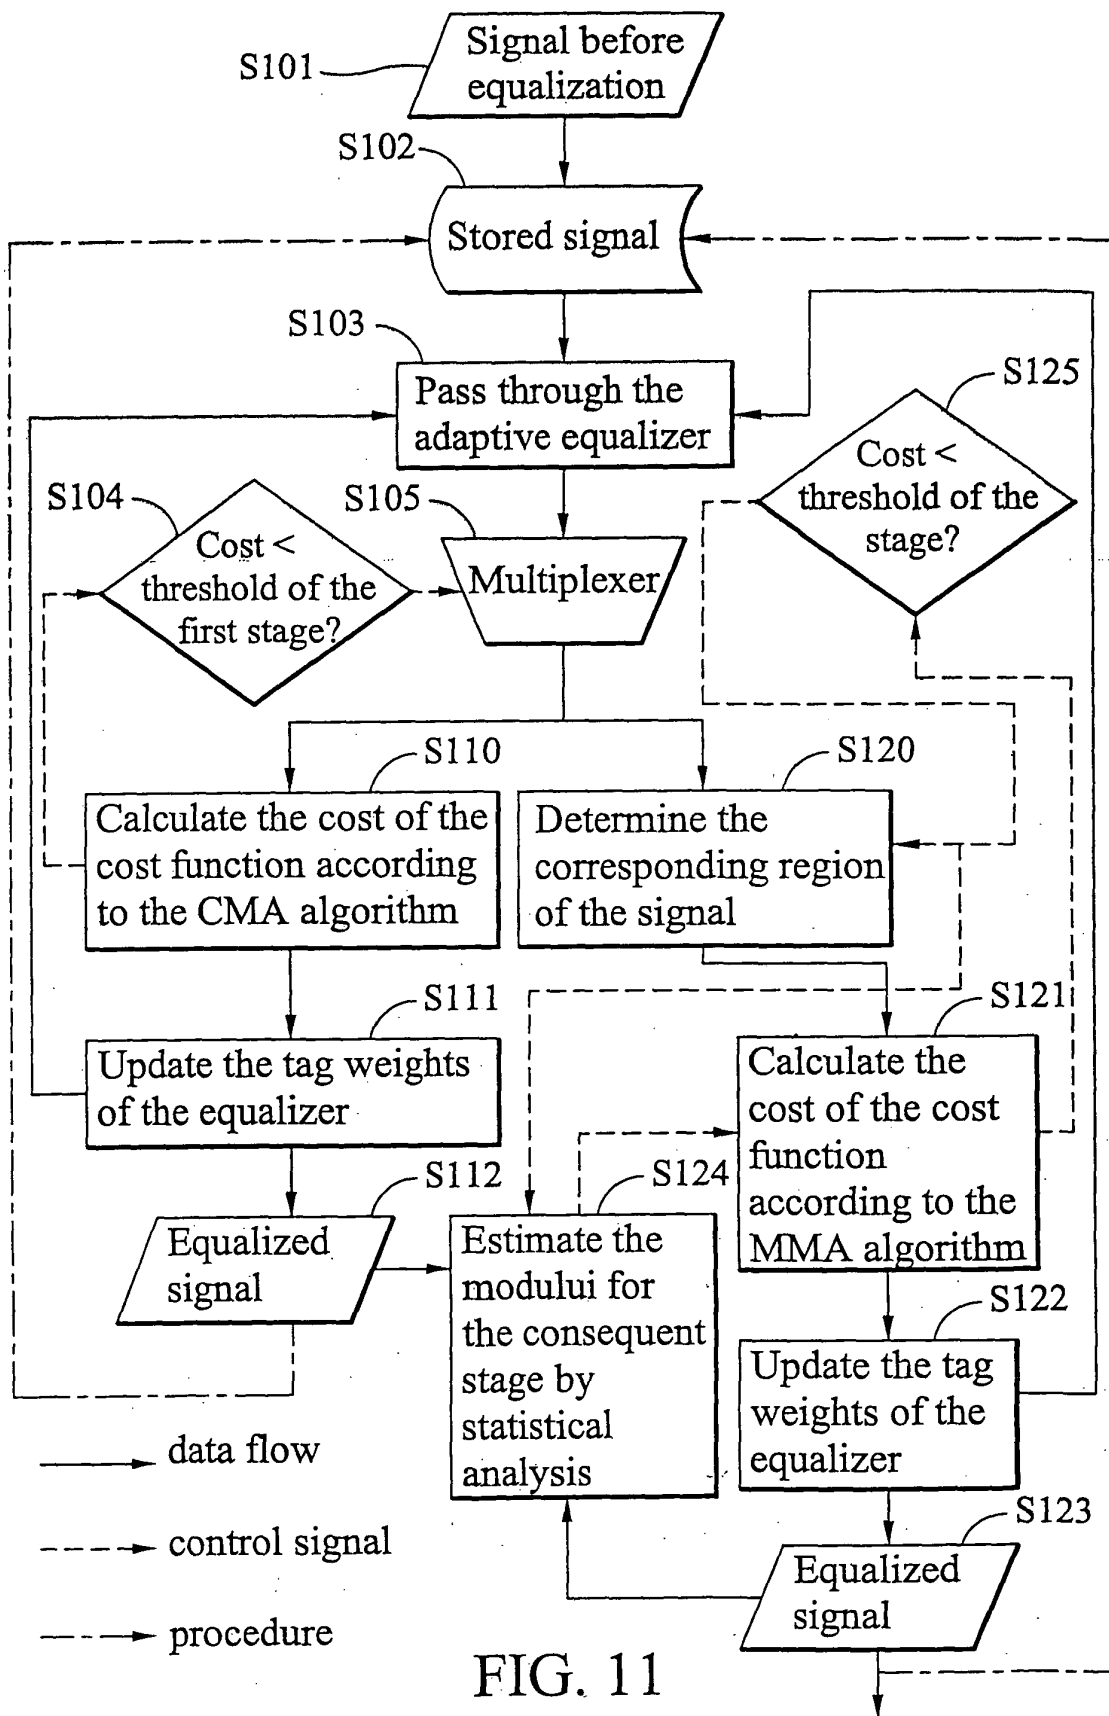 S101
Signal before
equalization
S102
Stored signal
S103
Pass through the
adaptive equalizer
S125
Cost <
threshold of the
stage?
S104
Cost <
threshold of the
first stage?
S105
Multiplexer
S110
Calculate the cost of the
cost function according
to the CMA algorithm
S120
Determine the
corresponding region
of the signal
S111
Update the tag weights
of the equalizer
S121
Calculate the
cost of the cost
function
according to the
MMA algorithm
S112
Equalized
signal
S124
Estimate the
modului for
the consequent
stage by
statistical
analysis
S122
Update the tag
weights of the
equalizer
S123
Equalized
signal
data flow
control signal
procedure
FIG. 11